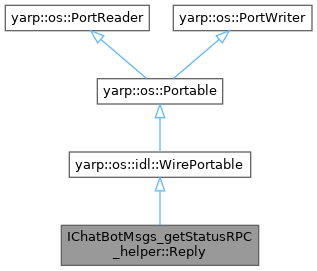 yarp::os::PortReader
yarp::os::PortWriter
yarp::os::Portable
yarp::os::idl::WirePortable
IChatBotMsgs_getStatusRPC
_helper::Reply